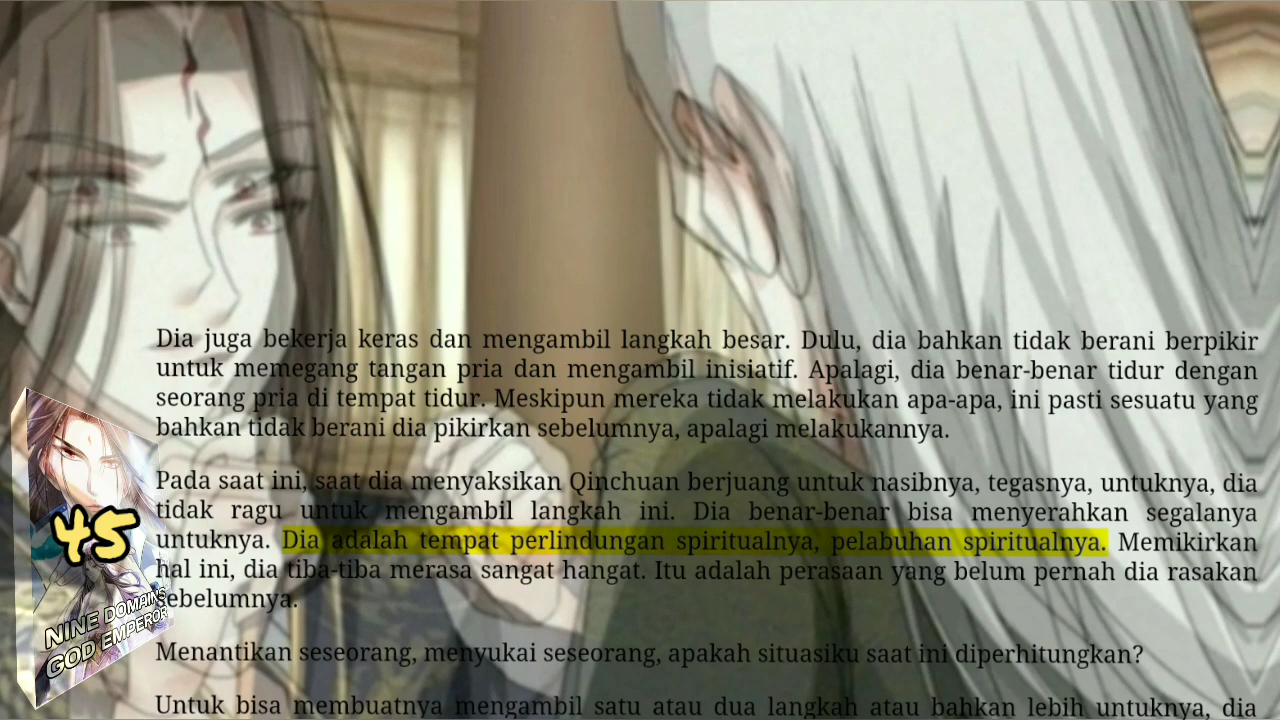 Dia juga bekerja keras dan mengambil langkah besar. Dulu, dia bahkan tidak berani berpikir
untuk memegang tangan pria dan mengambil inisiatif. Apalagi, dia benar-benar tidur dengan
seorang pria di tempat tidur. Meskipun mereka tidak melakukan apa-apa, ini pasti sesuatu yang
bahkan tidak berani dia pikirkan sebelumnya, apalagi melakukannya.
Pada saat ini, saat dia menyaksikan Qinchuan berjuang untuk nasibnya, tegasnya, untuknya, dia
tidak ragu untuk mengambil langkah ini. Dia benar-benar bisa menyerahkan segalanya
untuknya. Dia adalah tempat perlindungan spiritualnya, pelabuhan spiritualnya. Memikirkan
hal ini, dia tiba-tiba merasa sangat hangat. Itu adalah perasaan yang belum pernah dia rasakan
sebelumnya.
Menantikan seseorang, menyukai seseorang, apakah situasiku saat ini diperhitungkan?
Untuk bisa membuatnya mengambil satu atau dua langkah atau bahkan lebih untuknya, dia
45
NINE DOMAINS
GOD EMPEROR